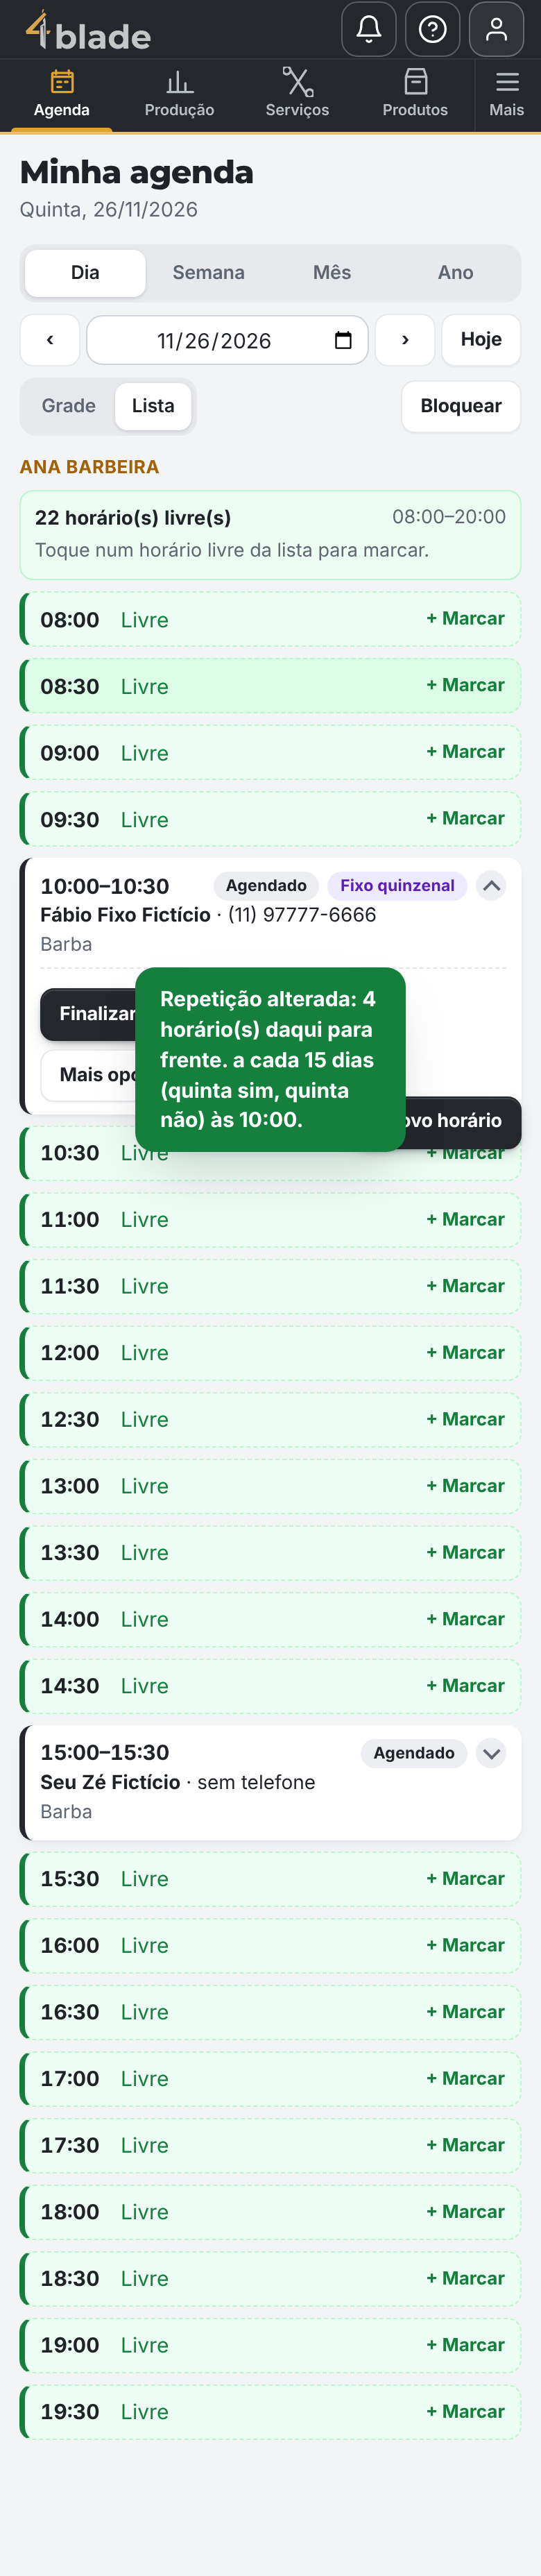 4blade
Agenda
Produção
Serviços
Produtos
Mais
Minha agenda
Quinta, 26/11/2026
Dia
Semana
Mês
Ano
‹
11/26/2026
›
Hoje
Grade
Lista
Bloquear
ANA BARBEIRA
22 horário(s) livre(s)
08:00–20:00
Toque num horário livre da lista para marcar.
08:00 Livre + Marcar
08:30 Livre + Marcar
09:00 Livre + Marcar
09:30 Livre + Marcar
10:00–10:30 Agendado Fixo quinzenal
Fábio Fixo Fictício · (11) 97777-6666
Barba
Finalizar
Mais
Repetição alterada: 4
horário(s) daqui para
frente. a cada 15 dias
(quinta sim, quinta
não) às 10:00.
horário
10:30 Livre + Marcar
11:00 Livre + Marcar
11:30 Livre + Marcar
12:00 Livre + Marcar
12:30 Livre + Marcar
13:00 Livre + Marcar
13:30 Livre + Marcar
14:00 Livre + Marcar
14:30 Livre + Marcar
15:00–15:30 Agendado
Seu Zé Fictício · sem telefone
Barba
15:30 Livre + Marcar
16:00 Livre + Marcar
16:30 Livre + Marcar
17:00 Livre + Marcar
17:30 Livre + Marcar
18:00 Livre + Marcar
18:30 Livre + Marcar
19:00 Livre + Marcar
19:30 Livre + Marcar